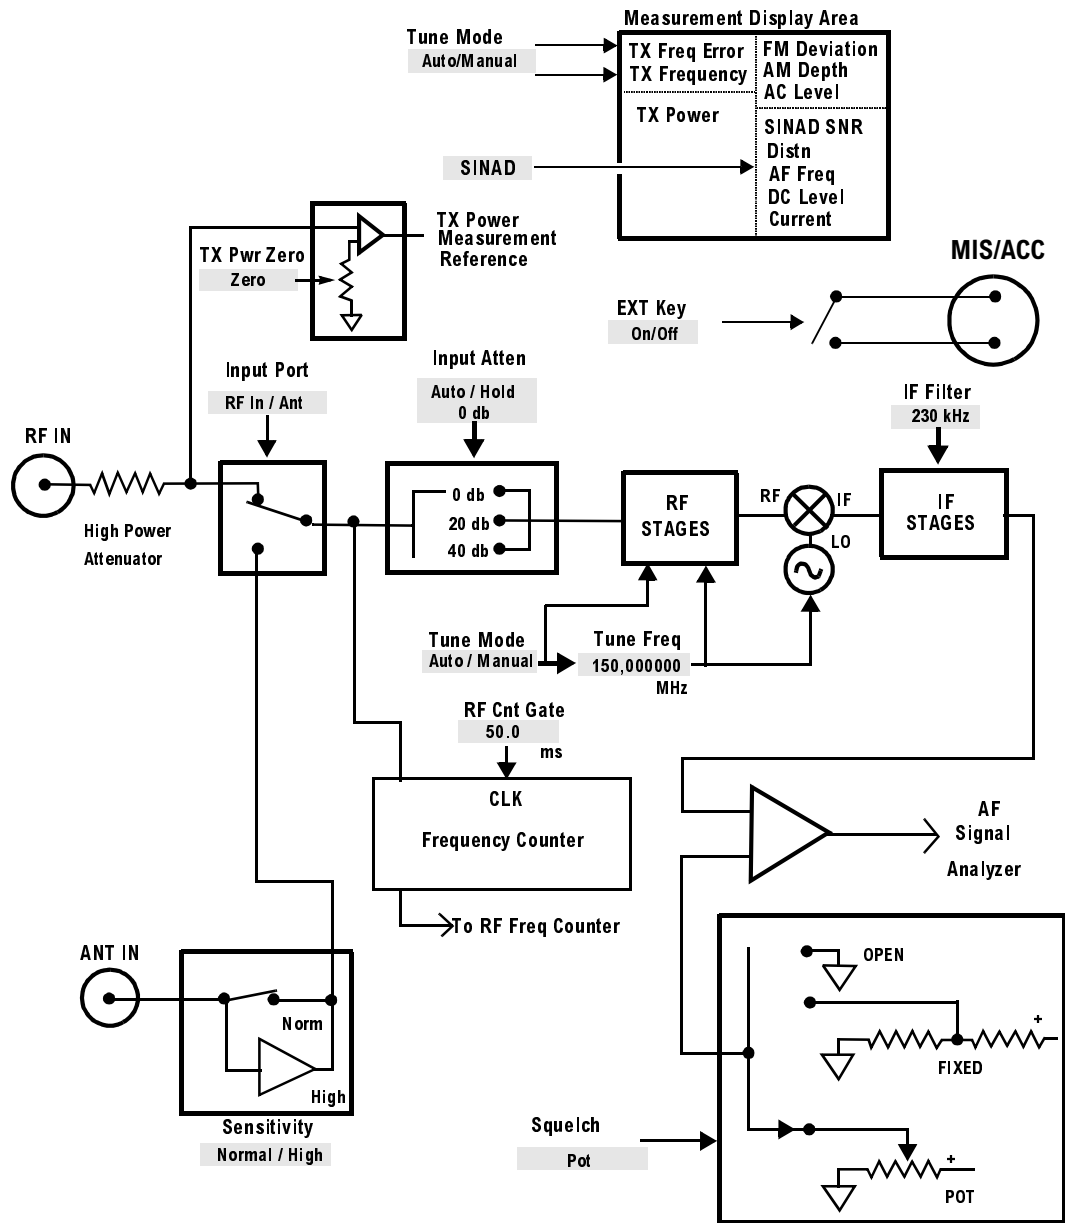 Measurement Display Area
Tune Mode
Auto/Manual
TX Freq Error
TX Frequency
TX Power
FM Deviation
AM Depth
AC Level
SINAD SNR
Distn
AF Freq
DC Level
Current
SINAD
TX Power
Measurement
Reference
TX Pwr Zero
Zero
MIS/ACC
EXT Key
On/Off
Input Port
RF In / Ant
Input Atten
Auto / Hold
0 db
IF Filter
230 kHz
RF IN
High Power
Attenuator
0 db
20 db
40 db
RF
STAGES
RF
IF
LO
IF
STAGES
Tune Mode
Auto / Manual
Tune Freq
150,000000
MHz
RF Cnt Gate
50.0
ms
CLK
Frequency Counter
To RF Freq Counter
AF
Signal
Analyzer
ANT IN
Norm
High
Sensitivity
Normal / High
Squelch
Pot
OPEN
+
FIXED
+
POT